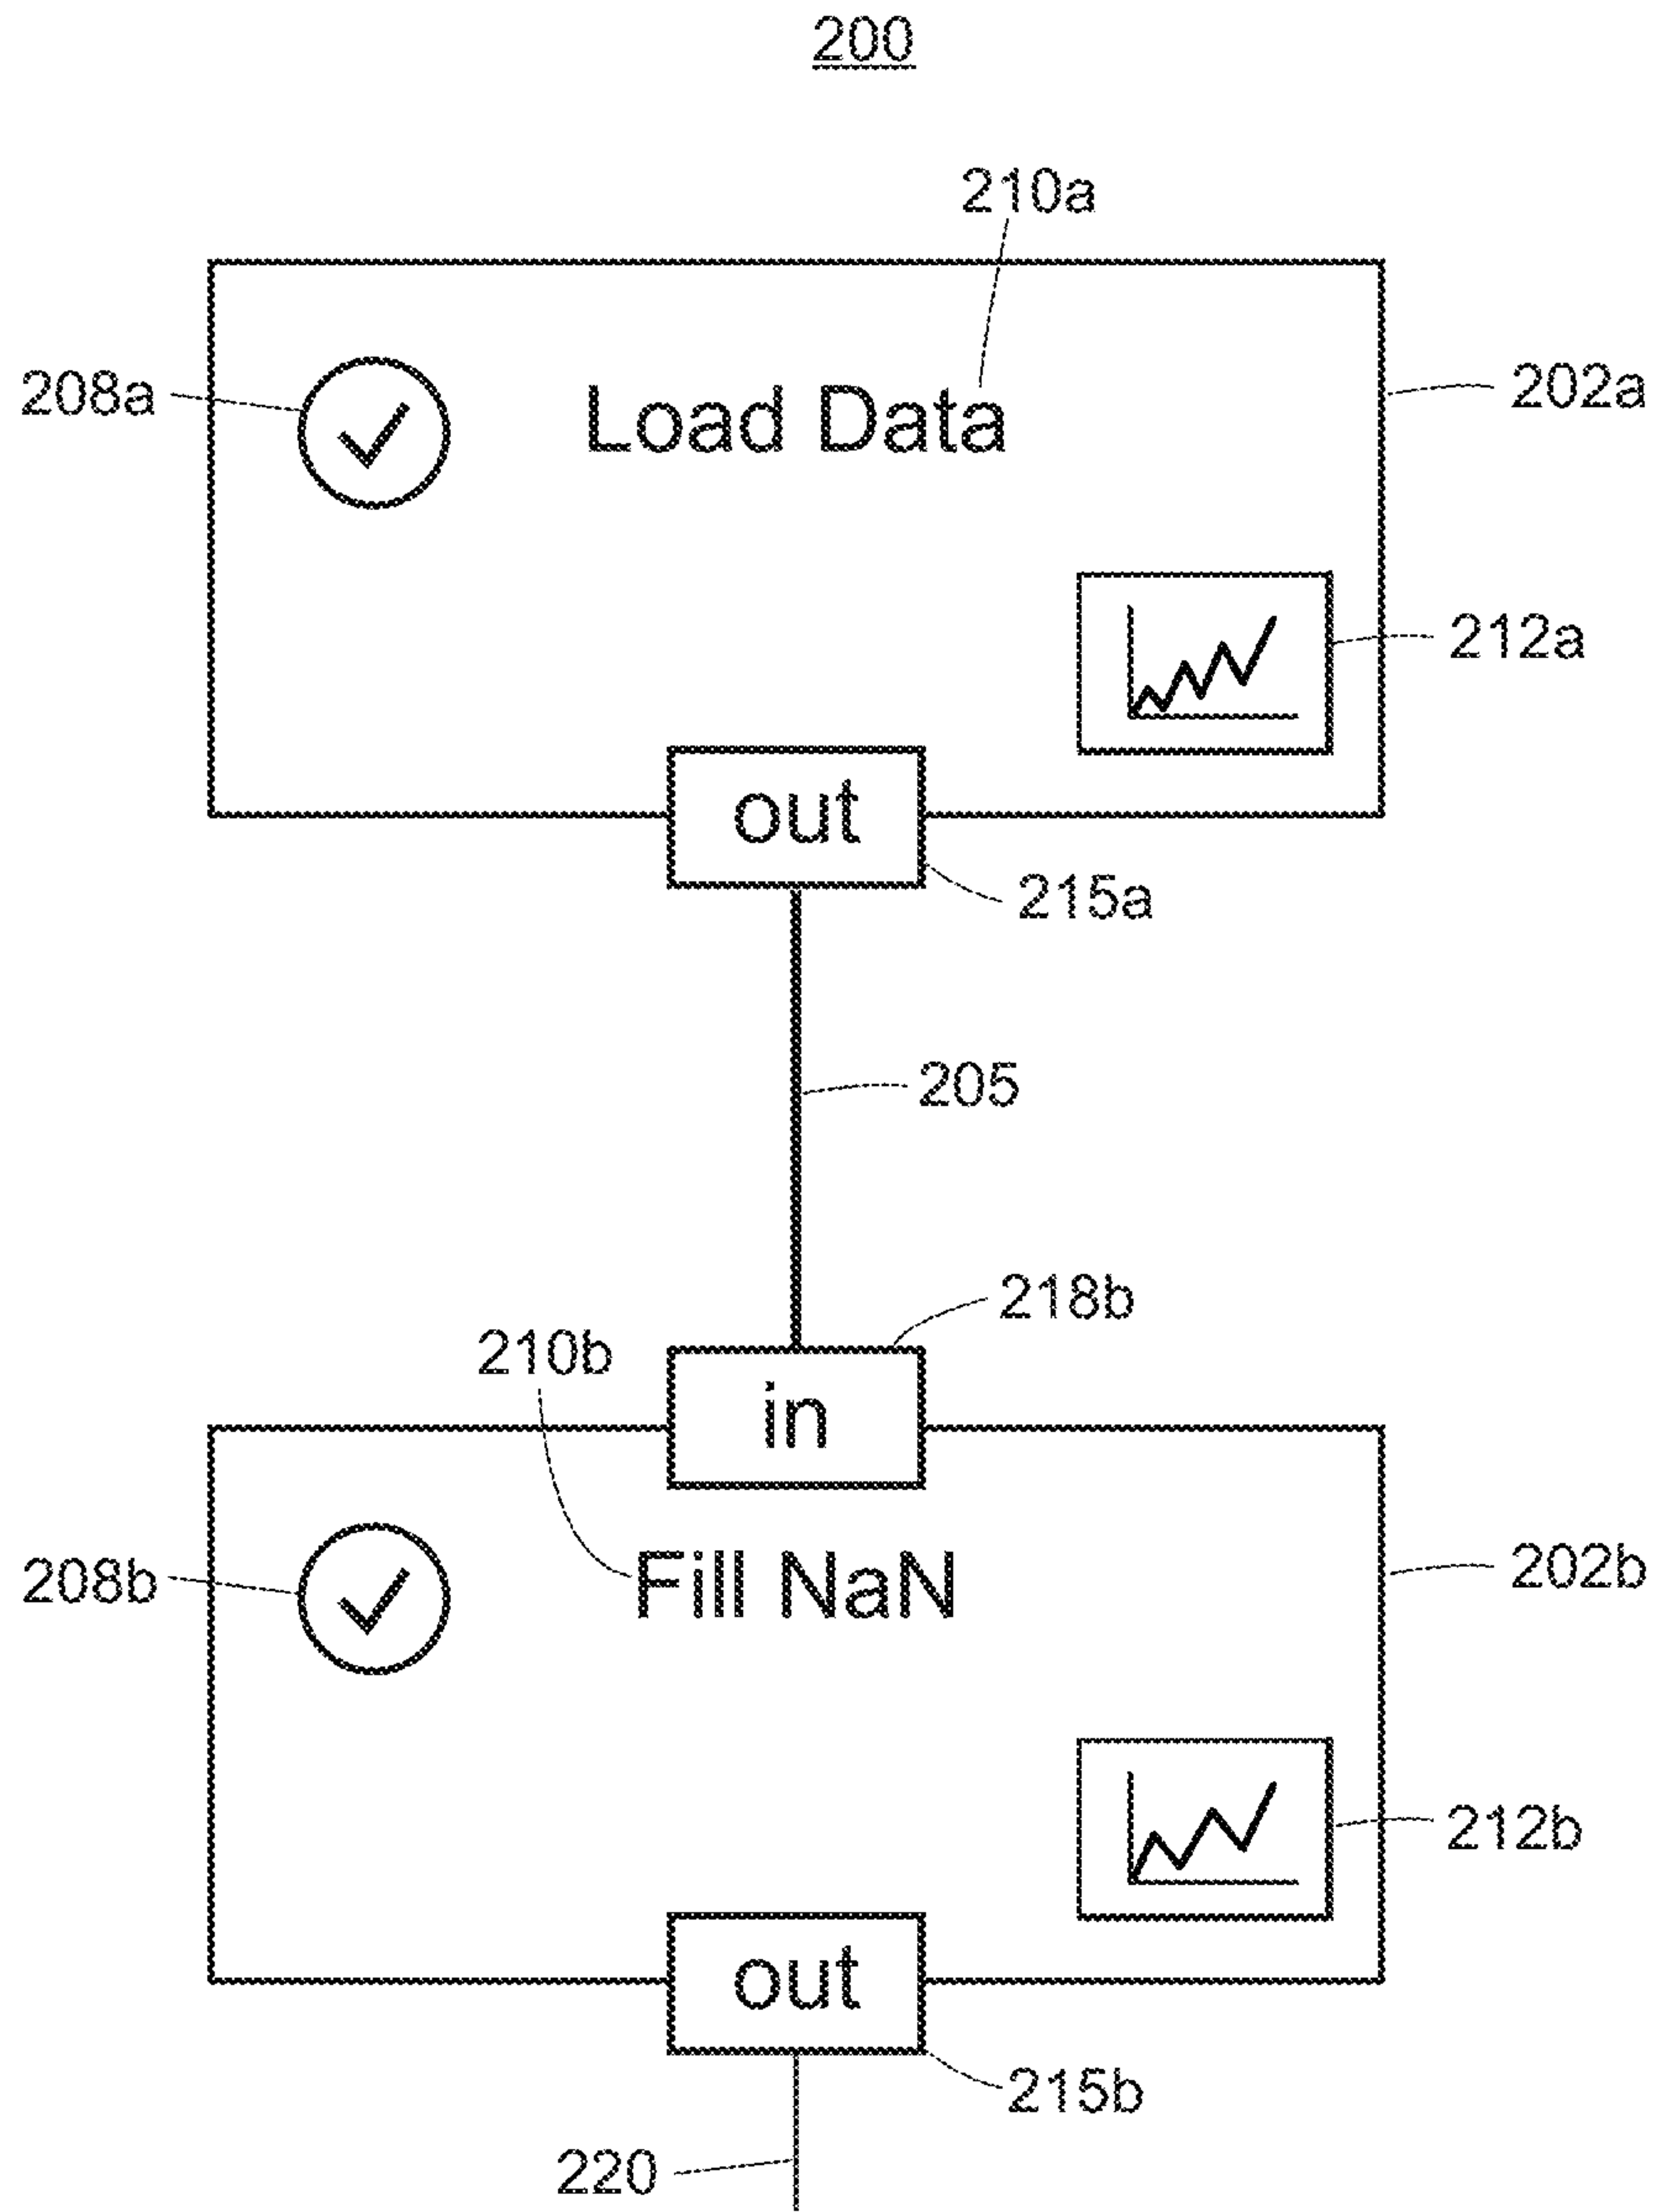 200
210a
208a
Load Data
202a
212a
out
215a
205
218b
210b
in
208b
Fill NaN
202b
212b
out
215b
220